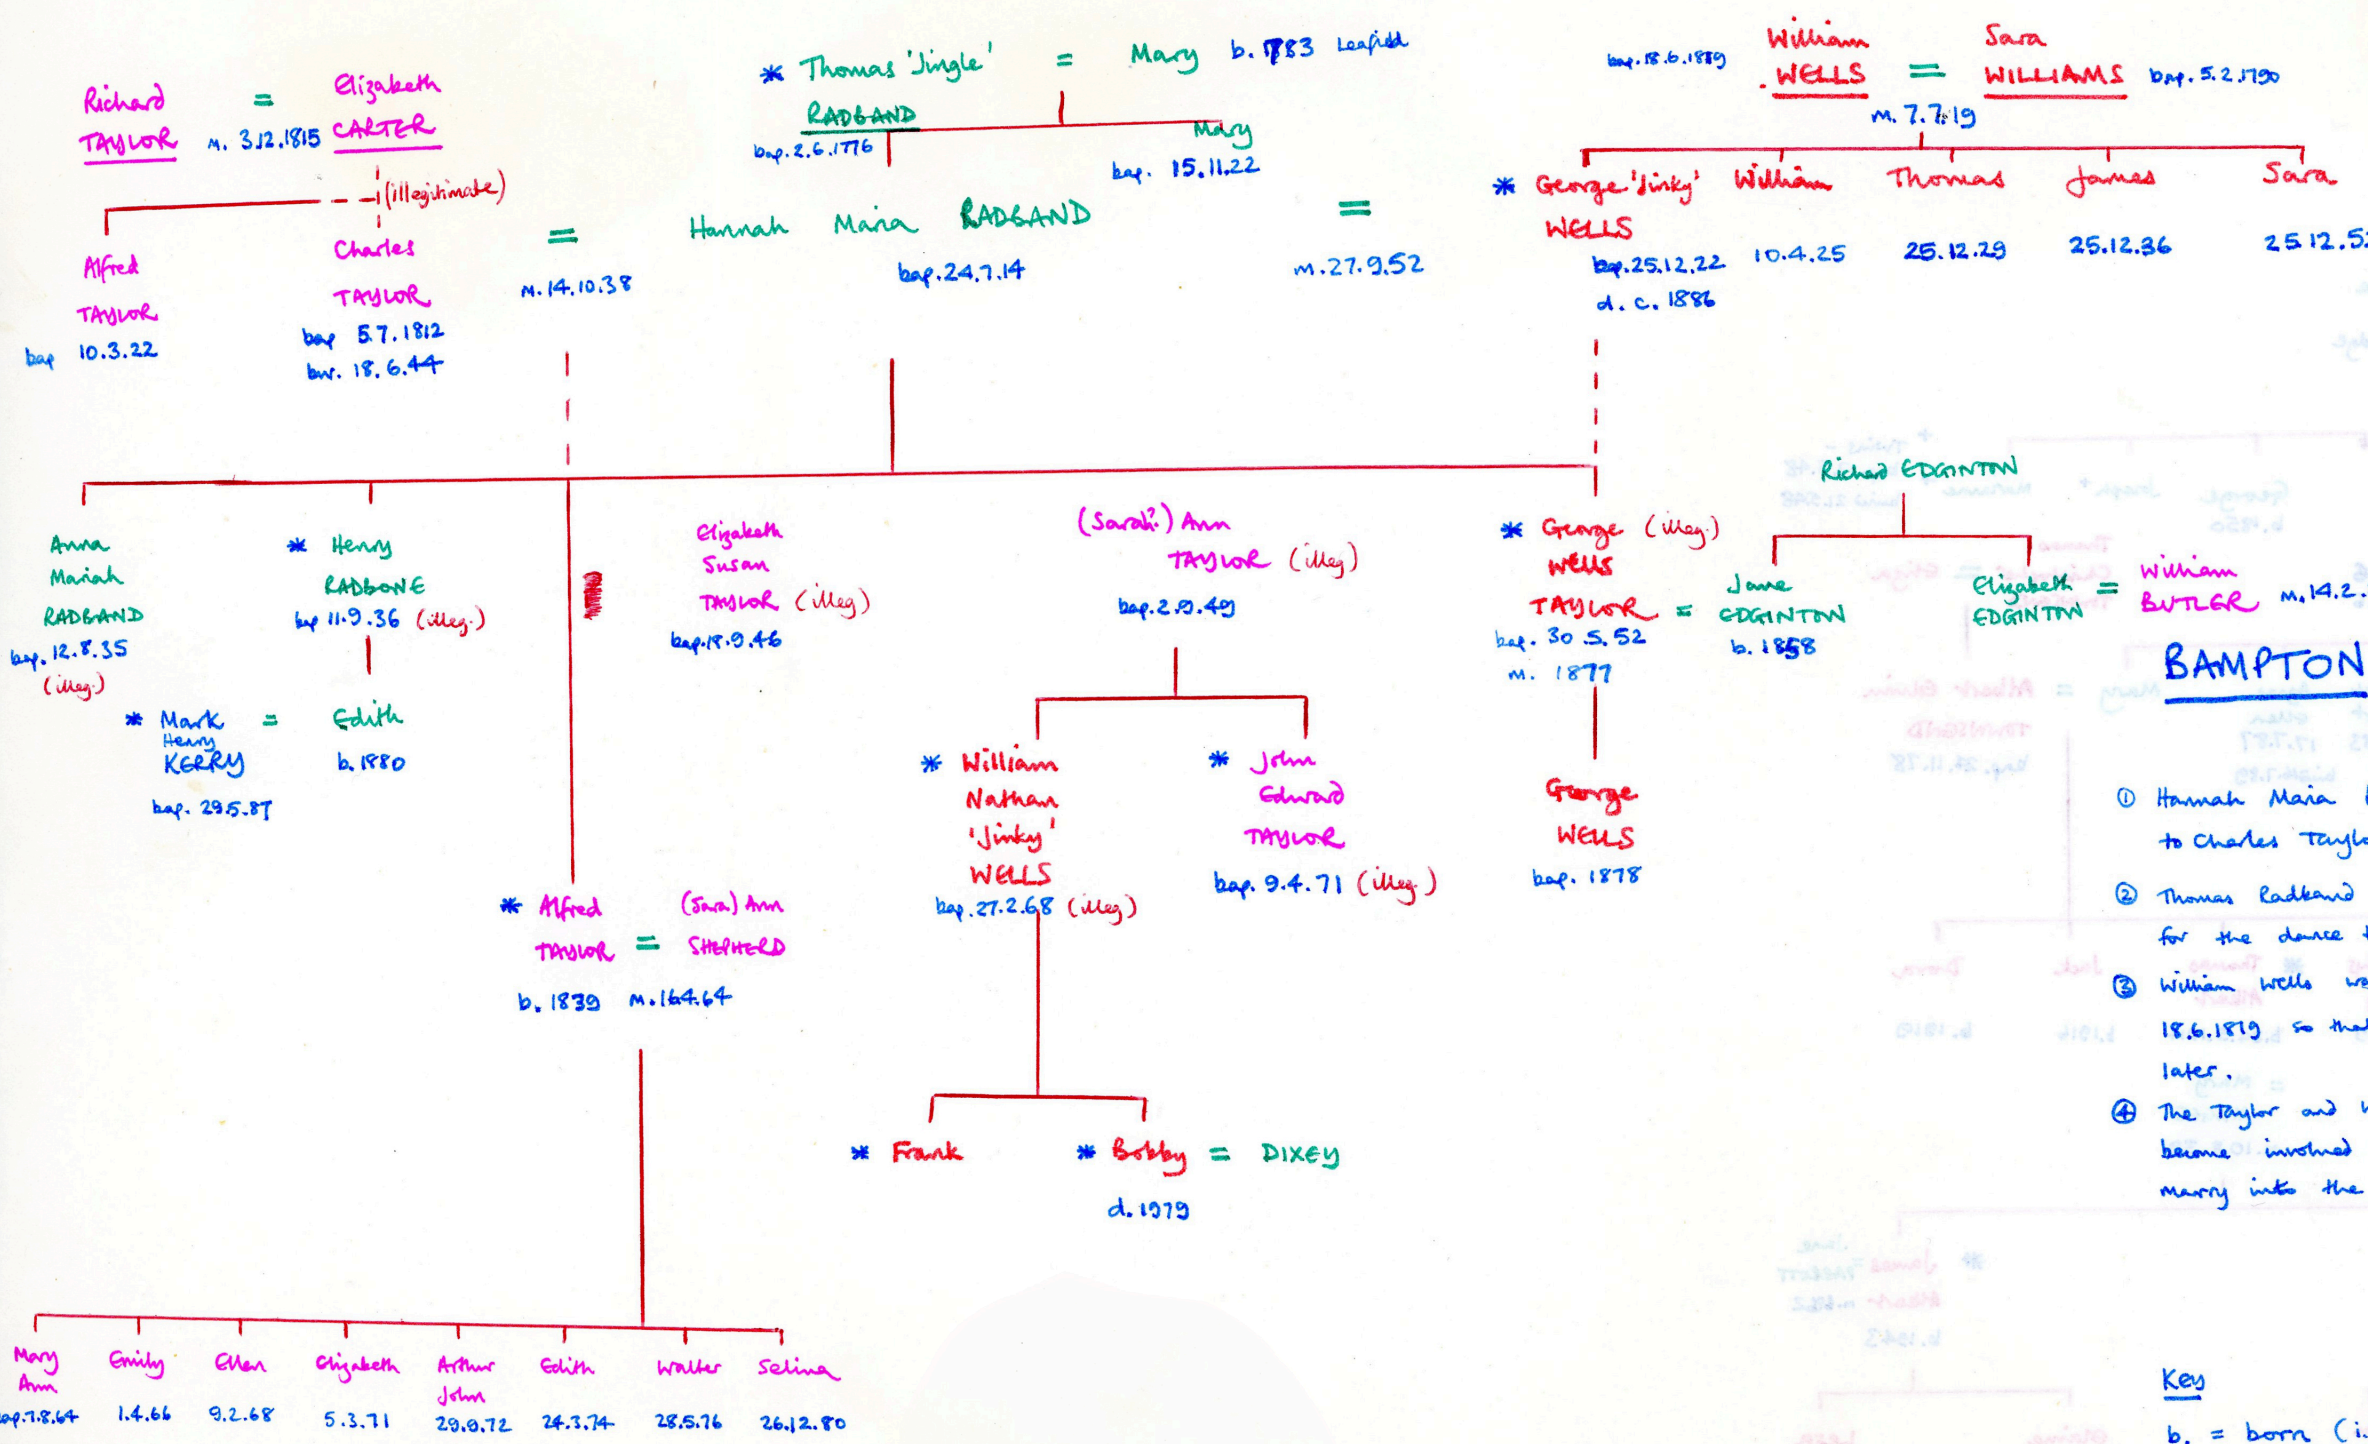 Richard
TAYLOR
=
m. 3.12.1815
Elizabeth
CARTER
(illegitimate)
Alfred
TAYLOR
bap 10.3.22
Charles
TAYLOR
bap 5.7.1812
bur. 18.6.44
=
m. 14.10.38
* Thomas 'Jingle' = Mary b. 1783 Leafield
RADBAND
bap. 2.6.1776
Mary
bap. 15.11.22
Hannah Maria RADBAND
bap. 24.7.14
=
m. 27.9.52
William
WELLS
=
Sara
WILLIAMS
bap. 5.2.1790
m. 7.7.19
* George 'Jinky'
WELLS
bap. 25.12.22
d. c. 1886
William
10.4.25
Thomas
25.12.29
James
25.12.36
Sara
25.12.5
Anna
Mariah
RADBAND
bap. 12.8.35
(illeg.)
* Henry
RADBONE
bap 11.9.36 (illeg.)
* Mark
Henry
KERRY
bap. 29.5.87
=
Edith
b. 1880
Elizabeth
Susan
TAYLOR (illeg)
bap. 18.9.46
(Sarah?) Ann
TAYLOR (illeg)
bap. 2.9.49
* George (illeg)
WELLS
TAYLOR =
bap. 30.5.52
m. 1877
Richard EDGINTON
Jane
EDGINTON
b. 1858
Elizabeth
EDGINTON
=
William
BUTLER
m. 14.2.
BAMPTON
* William
Nathan
'Jinky'
WELLS
bap. 27.2.68 (illeg)
* John
Edward
TAYLOR
bap. 9.4.71 (illeg.)
George
WELLS
bap. 1878
* Alfred
TAYLOR
b. 1839
=
(Sara) Ann
SHEPHERD
m. 16.4.64
* Frank
* Bobby = DIXEY
d. 1979
① Hannah Maria
to Charles Taylo
② Thomas Radband
for the dance
③ William Wells
18.6.1819 so
later.
④ The Taylor and
become involved
marry into the
Mary
Ann
bap. 7.8.64
Emily
1.4.66
Ellen
9.2.68
Elizabeth
5.3.71
Arthur
John
29.9.72
Edith
24.3.74
Walter
28.5.76
Selina
26.12.80
Key
b. = born (i.